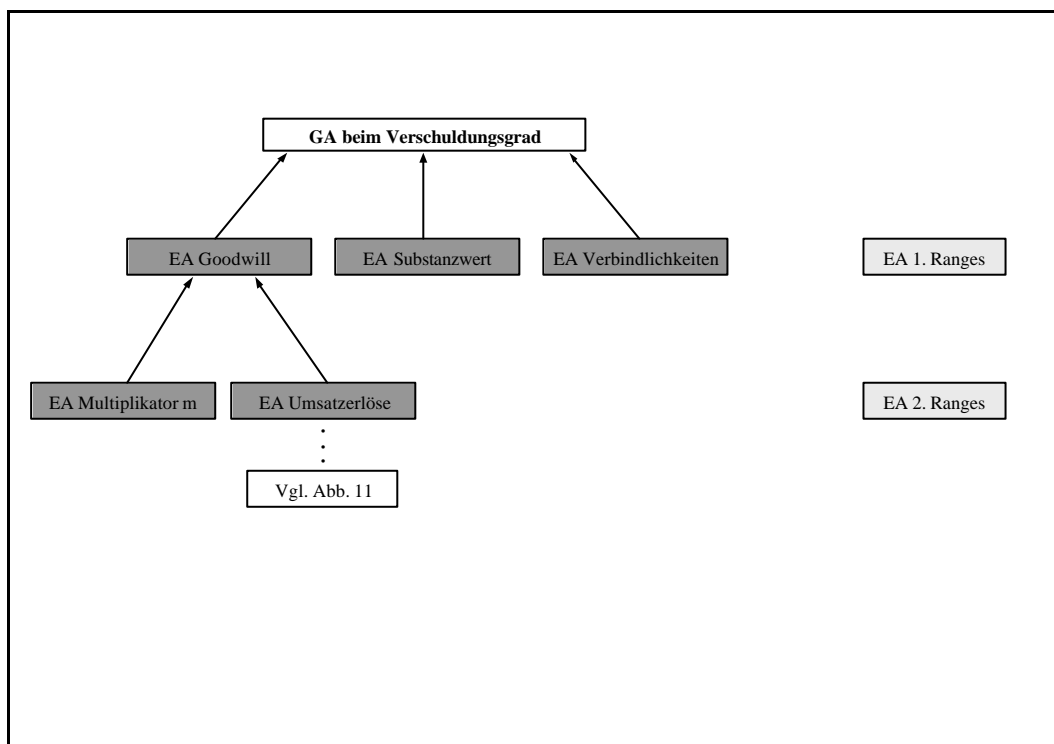 GA beim Verschuldungsgrad
EA Goodwill
EA Substanzwert
EA Verbindlichkeiten
EA 1. Ranges
EA Multiplikator m
EA Umsatzerlöse
EA 2. Ranges
Vgl. Abb. 11